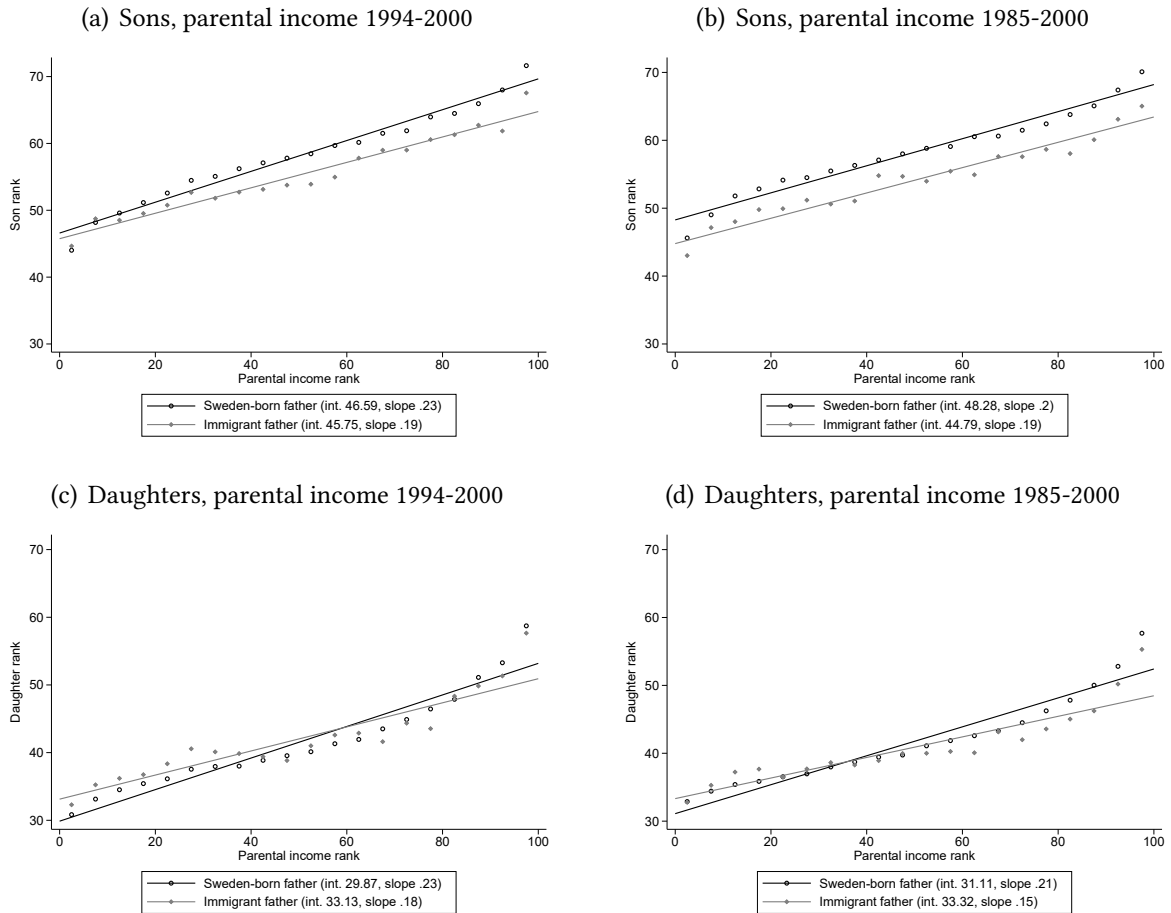 (a) Sons, parental income 1994-2000
70
60
50
40
30
Son rank
0 20 40 60 80 100
Parental income rank
Sweden-born father (int. 46.59, slope .23)
Immigrant father (int. 45.75, slope .19)
(b) Sons, parental income 1985-2000
70
60
50
40
30
Son rank
0 20 40 60 80 100
Parental income rank
Sweden-born father (int. 48.28, slope .2)
Immigrant father (int. 44.79, slope .19)
(c) Daughters, parental income 1994-2000
70
60
50
40
30
Daughter rank
0 20 40 60 80 100
Parental income rank
Sweden-born father (int. 29.87, slope .23)
Immigrant father (int. 33.13, slope .18)
(d) Daughters, parental income 1985-2000
70
60
50
40
30
Daughter rank
0 20 40 60 80 100
Parental income rank
Sweden-born father (int. 31.11, slope .21)
Immigrant father (int. 33.32, slope .15)